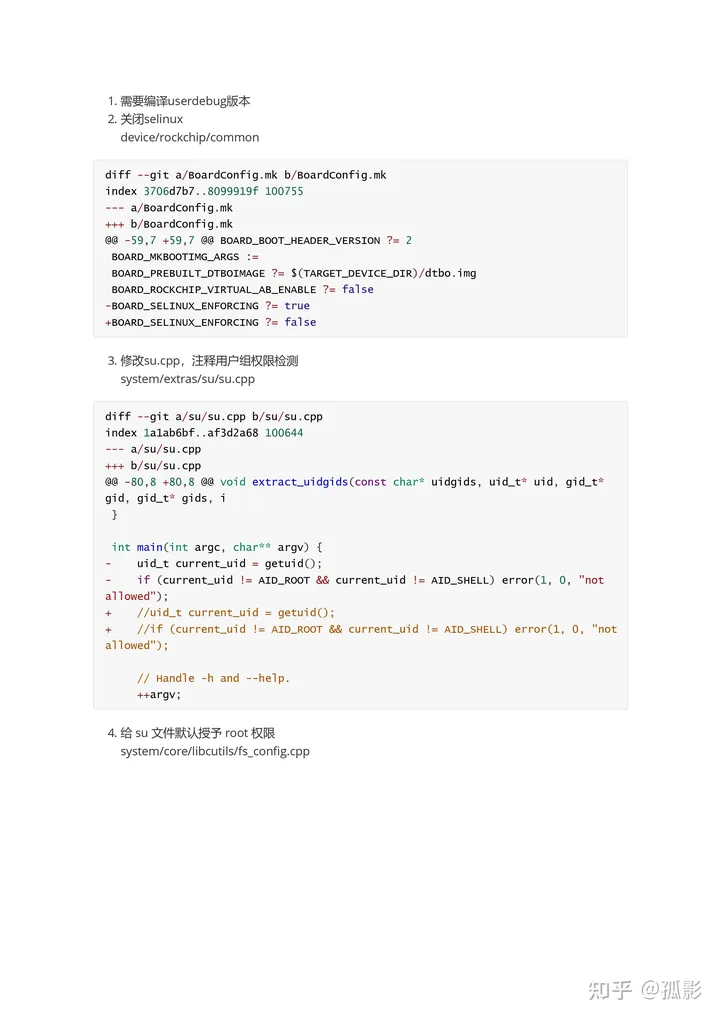 1. 需要编译userdebug版本
2. 关闭selinux
device/rockchip/common
diff --git a/BoardConfig.mk b/BoardConfig.mk
index 3706d7b7..8099919f 100755
--- a/BoardConfig.mk
+++ b/BoardConfig.mk
@@ -59,7 +59,7 @@ BOARD_BOOT_HEADER_VERSION ?= 2
 BOARD_MKBOOTIMG_ARGS :=
 BOARD_PREBUILT_DTBOIMAGE ?= $(TARGET_DEVICE_DIR)/dtbo.img
 BOARD_ROCKCHIP_VIRTUAL_AB_ENABLE ?= false
-BOARD_SELINUX_ENFORCING ?= true
+BOARD_SELINUX_ENFORCING ?= false
3. 修改su.cpp，注释用户组权限检测
system/extras/su/su.cpp
diff --git a/su/su.cpp b/su/su.cpp
index 1a1ab6bf..af3d2a68 100644
--- a/su/su.cpp
+++ b/su/su.cpp
@@ -80,8 +80,8 @@ void extract_uidgids(const char* uidgids, uid_t* uid, gid_t*
gid, gid_t* gids, i
 }
 int main(int argc, char** argv) {
-    uid_t current_uid = getuid();
-    if (current_uid != AID_ROOT && current_uid != AID_SHELL) error(1, 0, "not
allowed");
+    //uid_t current_uid = getuid();
+    //if (current_uid != AID_ROOT && current_uid != AID_SHELL) error(1, 0, "not
allowed");
     // Handle -h and --help.
     ++argv;
4. 给 su 文件默认授予 root 权限
system/core/libcutils/fs_config.cpp
知乎 @孤影